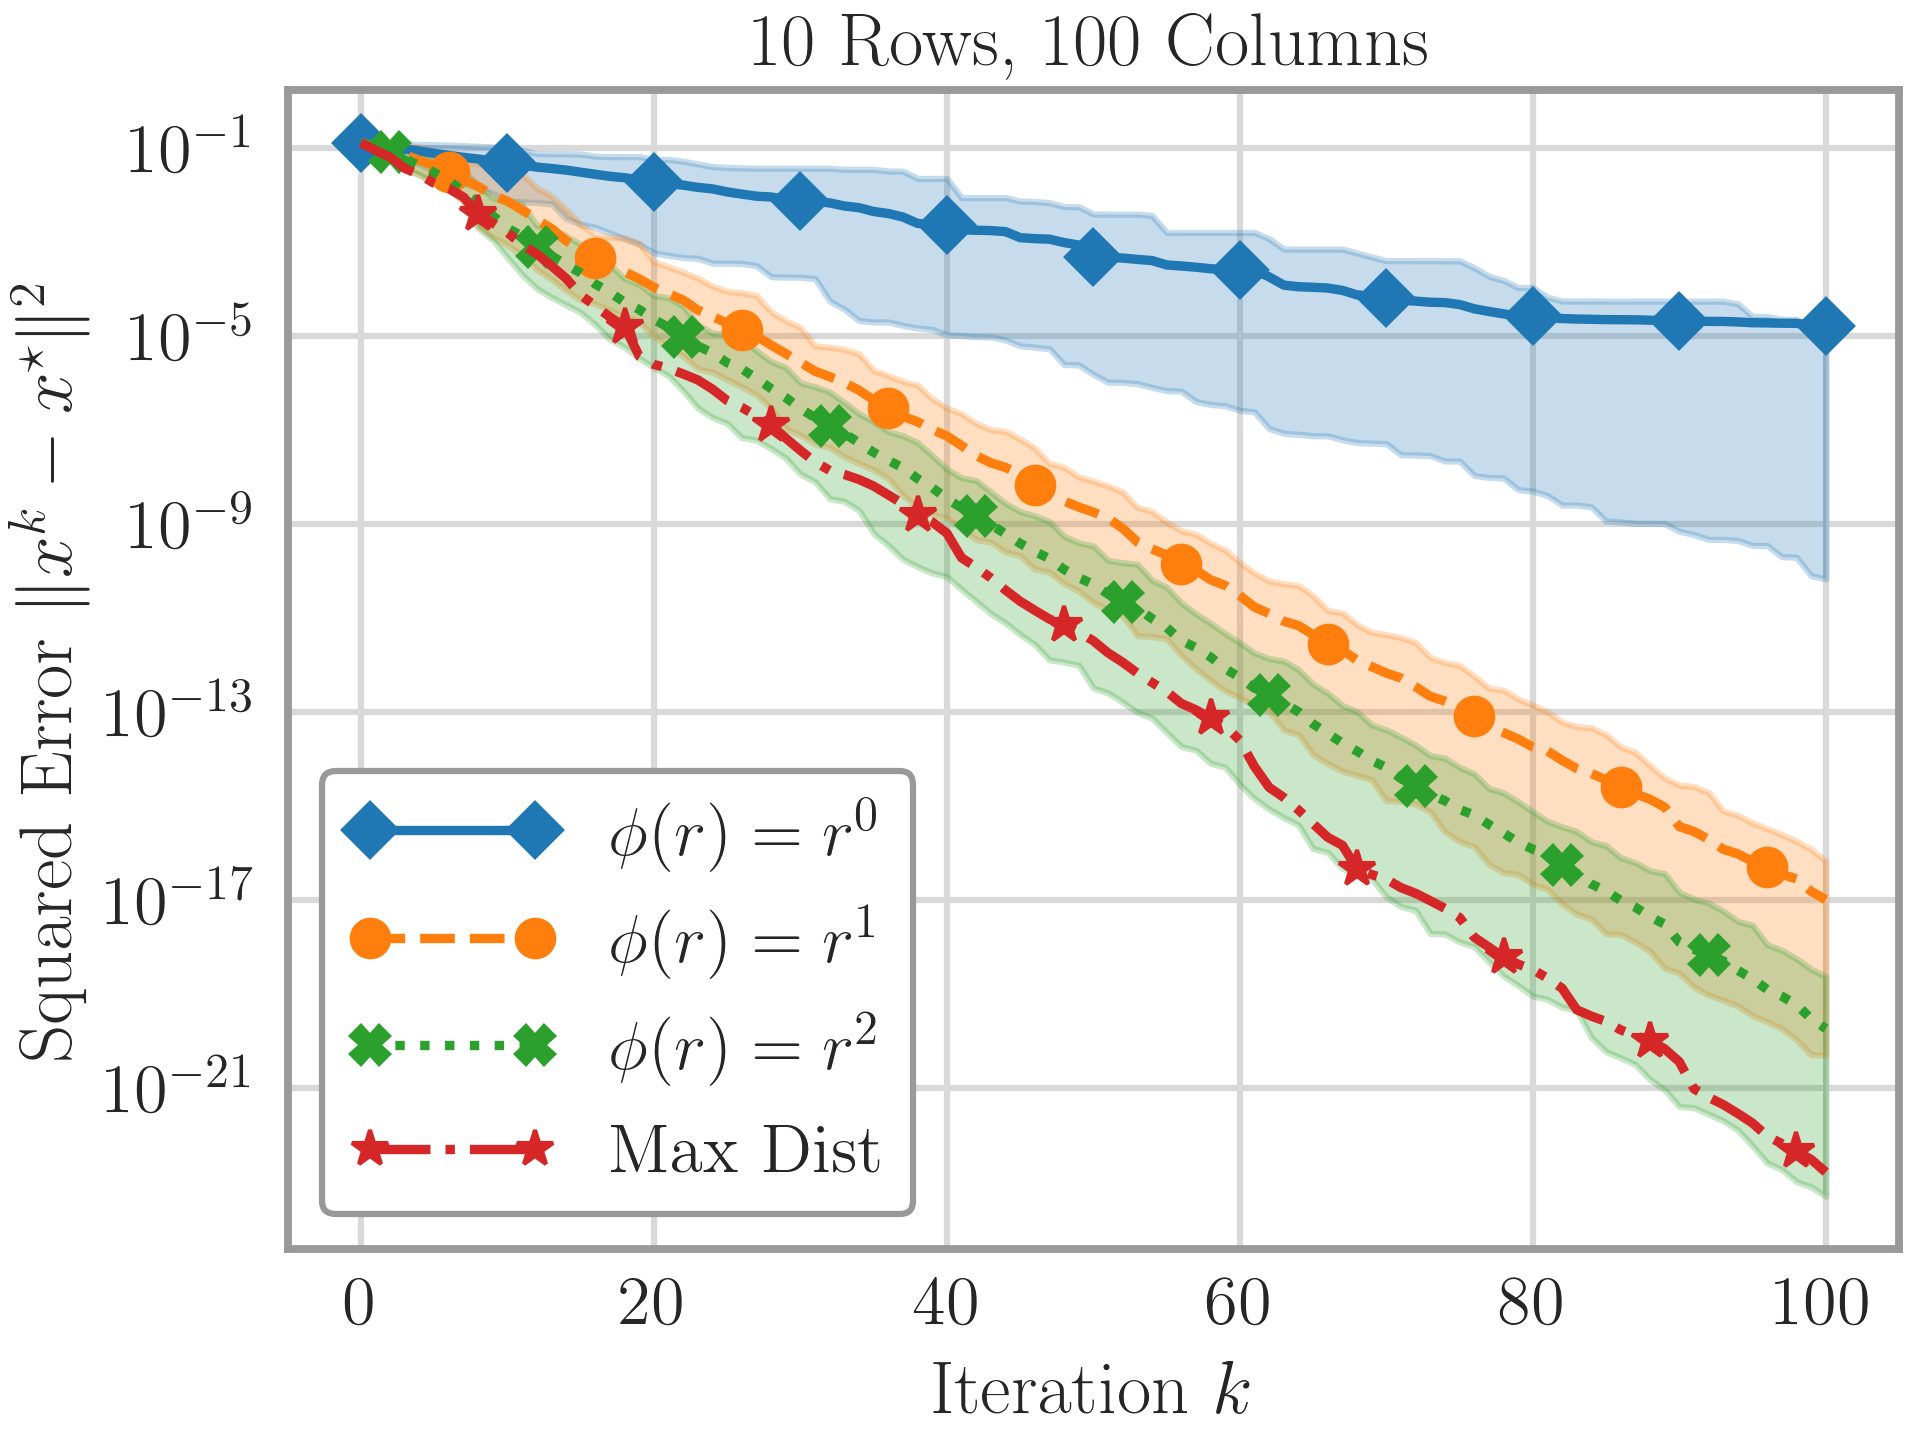 10 Rows, 100 Columns
Squared Error ‖x^k − x^⋆‖^2
10^−1
10^−5
10^−9
10^−13
10^−17
10^−21
ϕ(r) = r^0
ϕ(r) = r^1
ϕ(r) = r^2
Max Dist
0 20 40 60 80 100
Iteration k